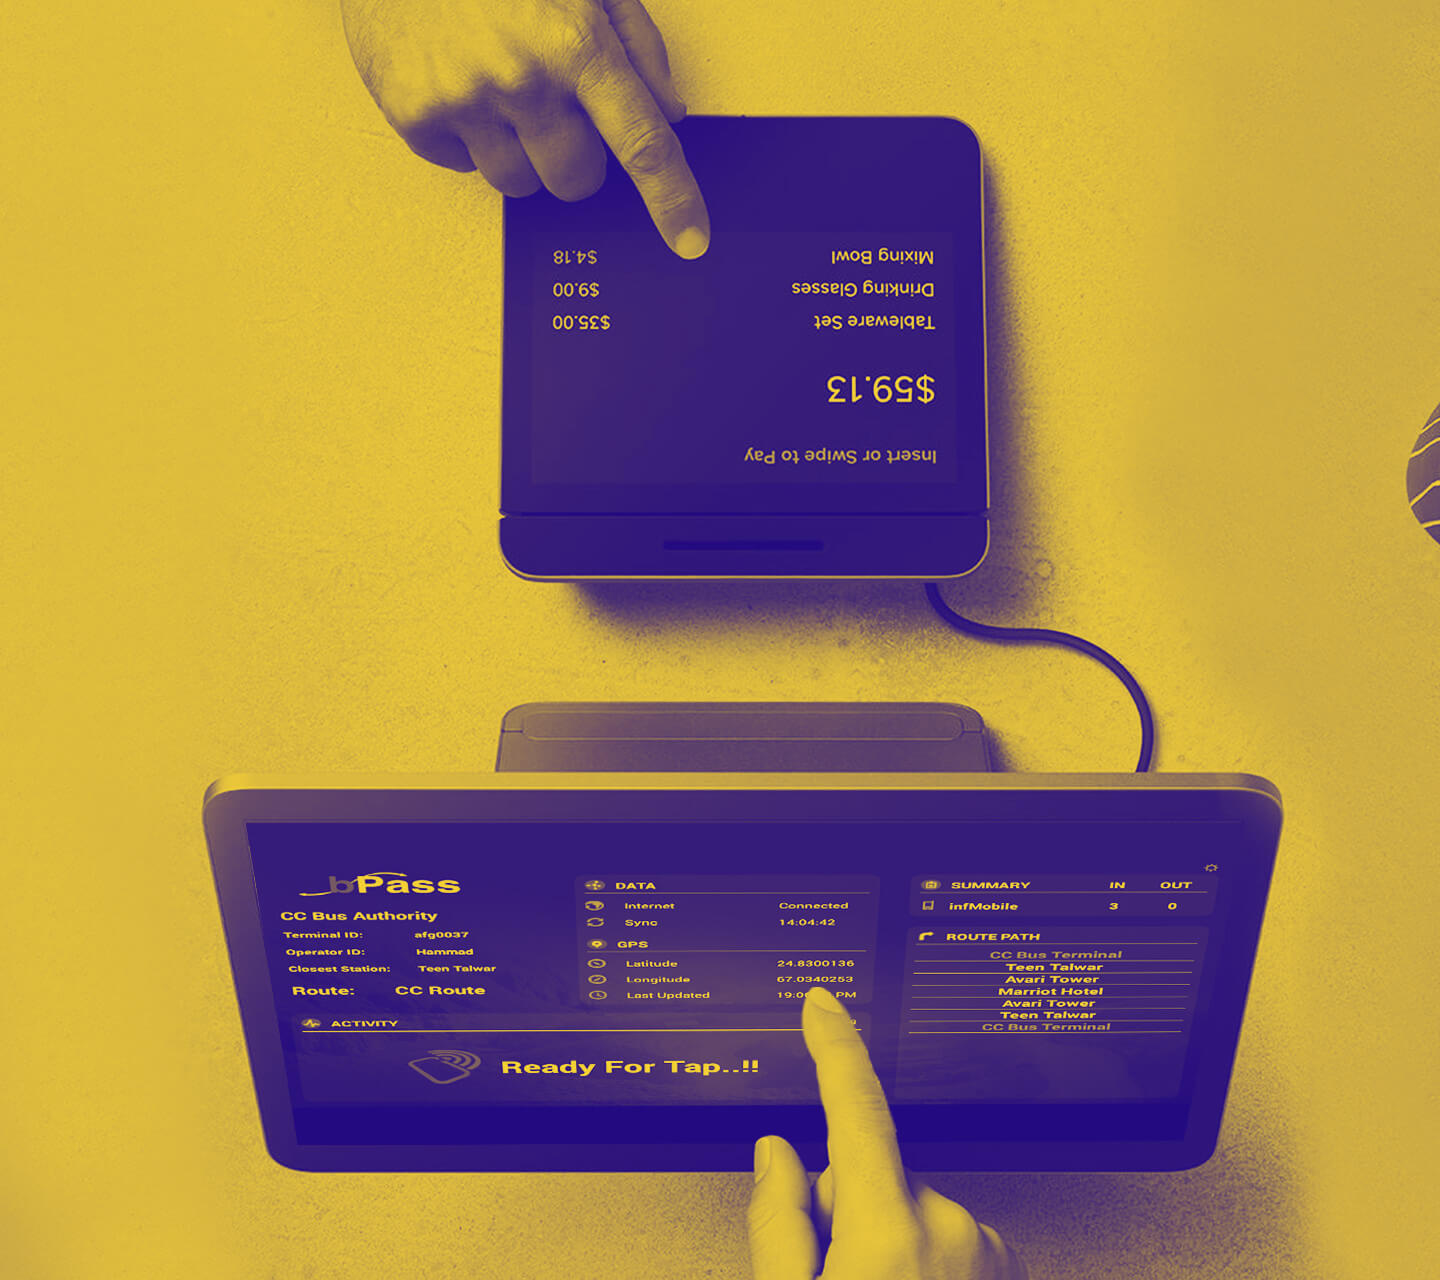 Insert or Swipe to Pay
$59.13
Tableware Set $35.00
Drinking Glasses $9.00
Mixing Bowl $4.18
bPass
CC Bus Authority
Terminal ID: afg0037
Operator ID: Hammad
Closest Station: Teen Talwar
Route: CC Route
ACTIVITY
Ready For Tap..!!
DATA
Internet Connected
Sync 14:04:42
GPS
Latitude 24.8300136
Longitude 67.0340253
Last Updated PM
SUMMARY IN OUT
infMobile 3 0
ROUTE PATH
CC Bus Terminal
Teen Talwar
Avari Tower
Marriot Hotel
Avari Tower
Teen Talwar
CC Bus Terminal